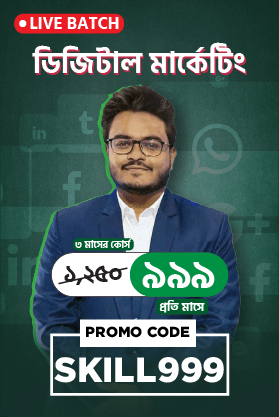 LIVE BATCH
ডিজিটাল মার্কেটিং
৩ মাসের কোর্স
১,২৫০ ৯৯৯
প্রতি মাসে
PROMO CODE
SKILL999